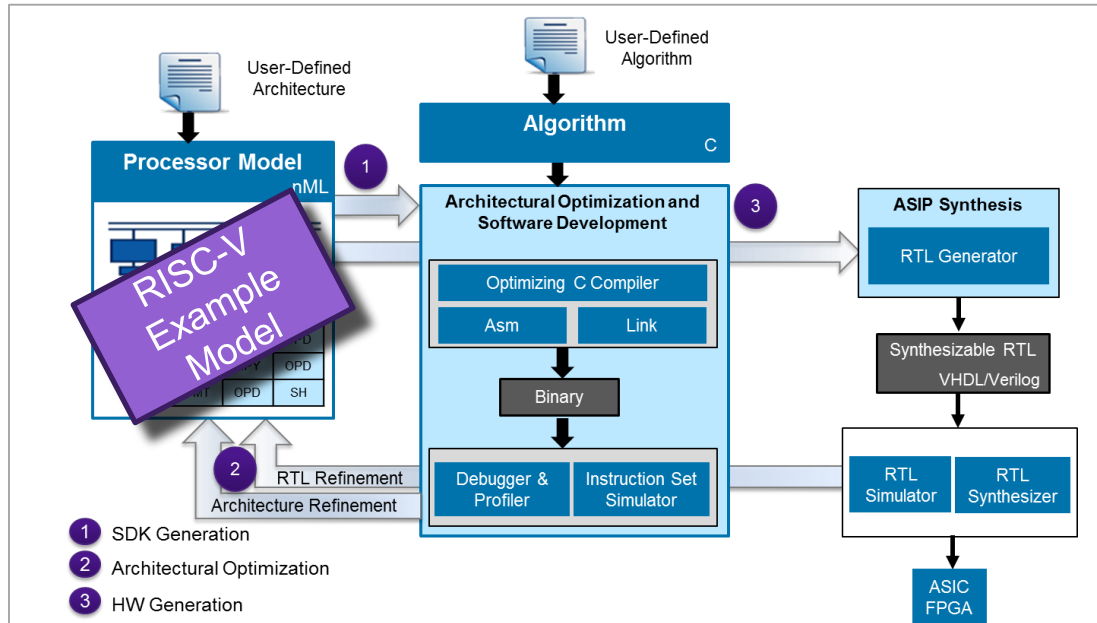 User-Defined
Architecture
User-Defined
Algorithm
Algorithm
C
Processor Model
nML
1
RISC-V
Example
Model
OPD
OPD
SH
Architectural Optimization and
Software Development
Optimizing C Compiler
Asm
Link
Binary
Debugger &
Profiler
Instruction Set
Simulator
3
ASIP Synthesis
RTL Generator
Synthesizable RTL
VHDL/Verilog
RTL
Simulator
RTL
Synthesizer
ASIC
FPGA
2
RTL Refinement
Architecture Refinement
1 SDK Generation
2 Architectural Optimization
3 HW Generation